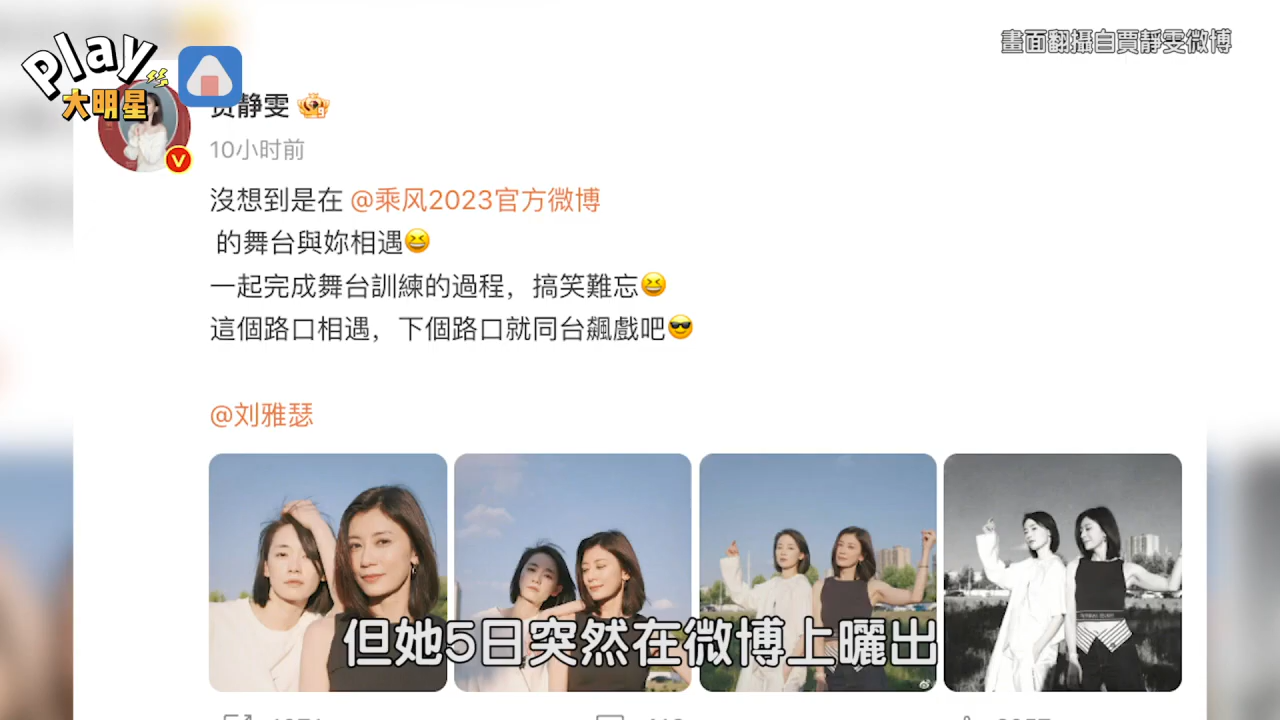 Play
大明星
畫面翻攝自賈靜雯微博
贾静雯
10小时前
沒想到是在 @乘风2023官方微博
的舞台與妳相遇😆
一起完成舞台訓練的過程，搞笑難忘😆
這個路口相遇，下個路口就同台飆戲吧😎
@刘雅瑟
但她5日突然在微博上曬出